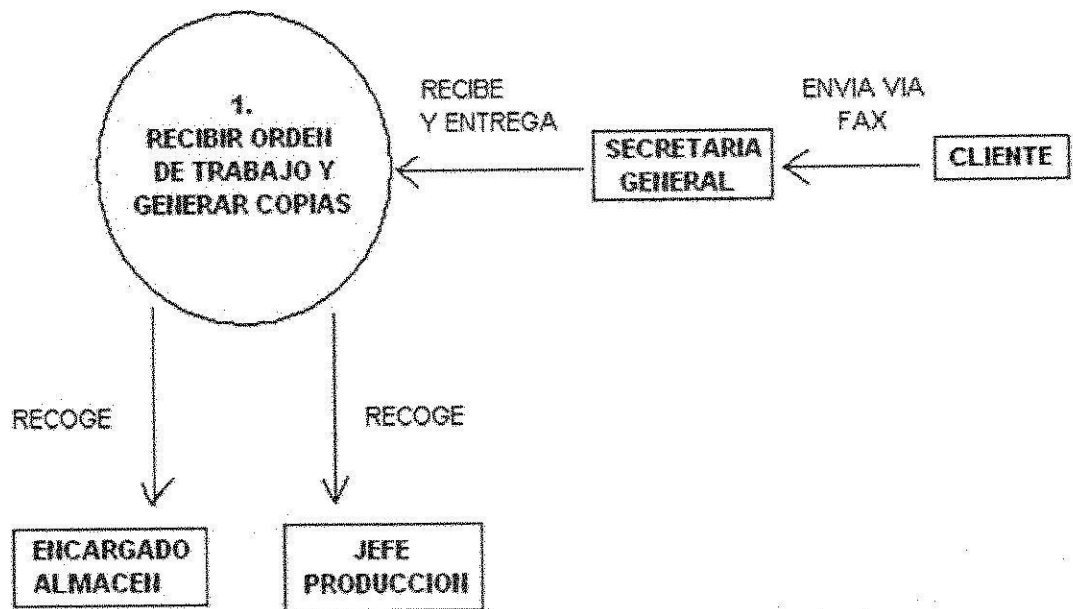 1.
RECIBIR ORDEN
DE TRABAJO Y
GENERAR COPIAS
RECIBE
Y ENTREGA
SECRETARIA
GENERAL
ENVIA VIA
FAX
CLIENTE
RECOGE
RECOGE
ENCARGADO
ALMACEN
JEFE
PRODUCCION